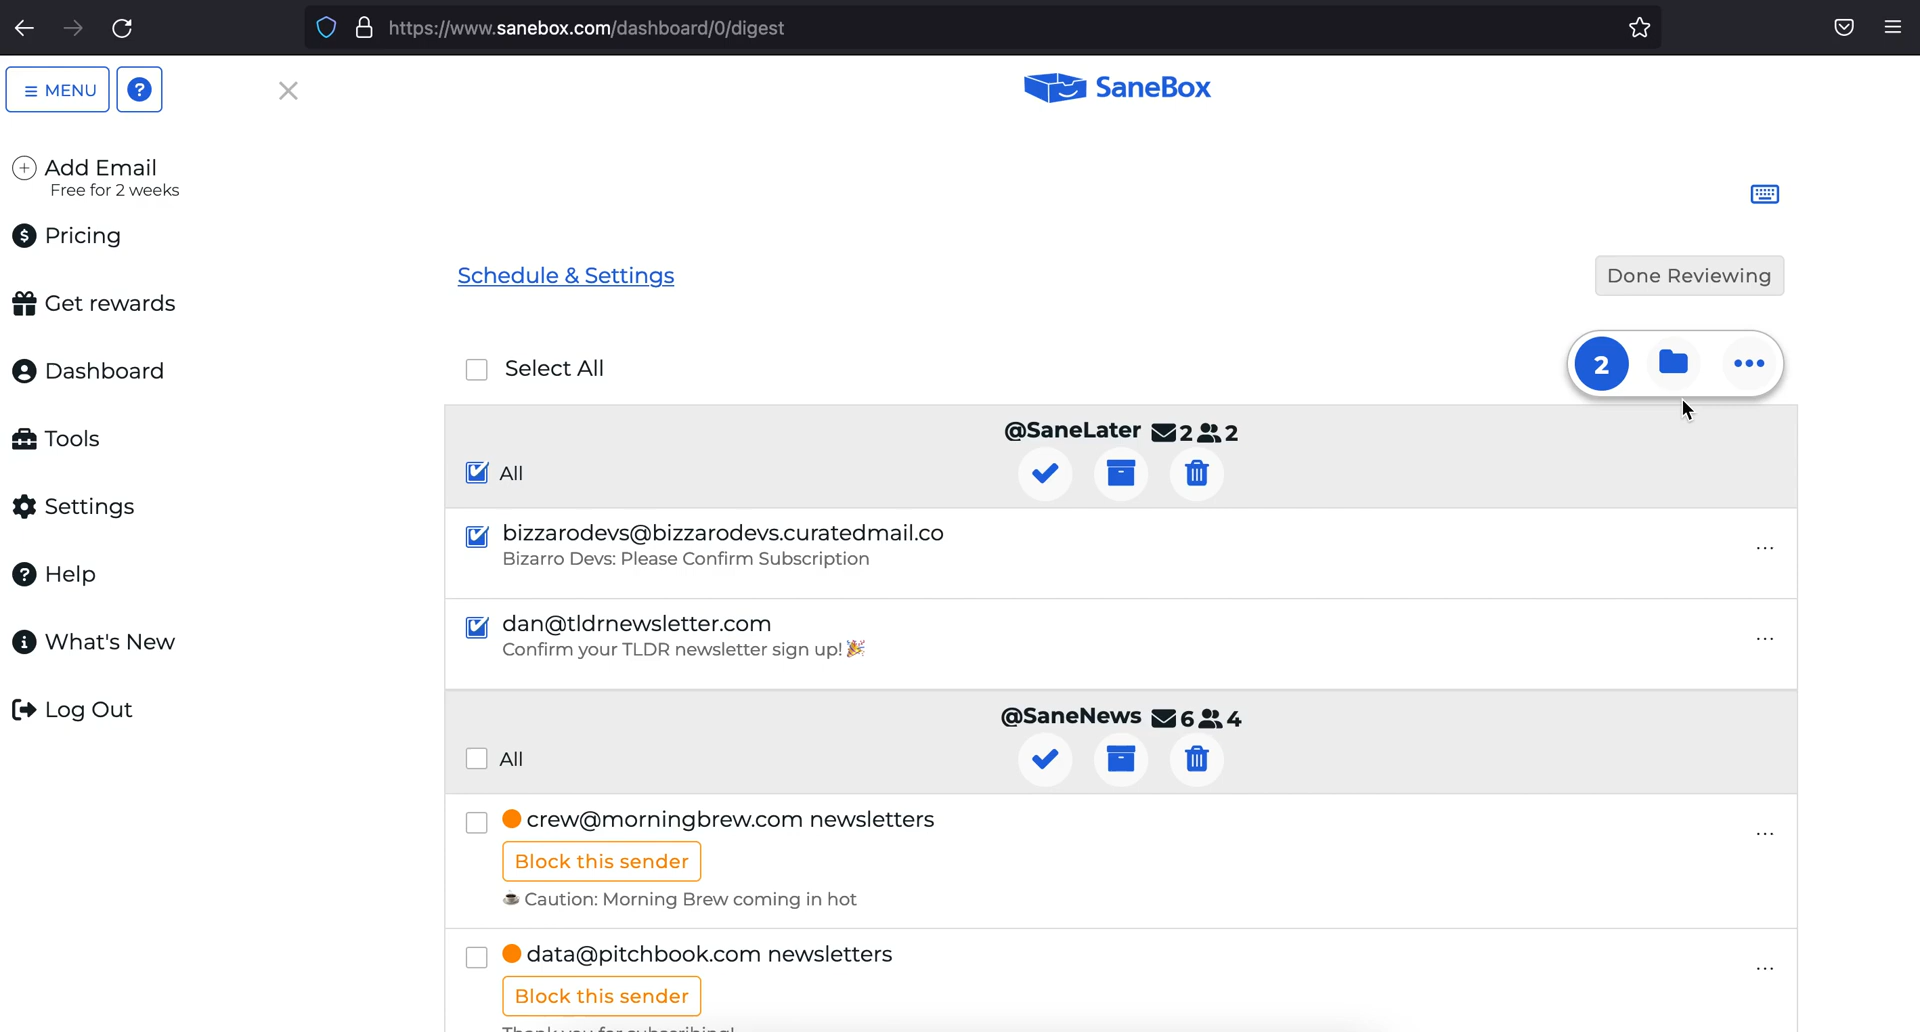 https://www.sanebox.com/dashboard/0/digest
MENU
?
SaneBox
Add Email
Free for 2 weeks
Pricing
Get rewards
Dashboard
Tools
Settings
Help
What's New
Log Out
Schedule & Settings
Done Reviewing
Select All
2
@SaneLater 2 2
All
bizzarodevs@bizzarodevs.curatedmail.co
Bizarro Devs: Please Confirm Subscription
dan@tldrnewsletter.com
Confirm your TLDR newsletter sign up! 🎉
@SaneNews 6 4
All
crew@morningbrew.com newsletters
Block this sender
☕ Caution: Morning Brew coming in hot
data@pitchbook.com newsletters
Block this sender
Thank you for subscribing!